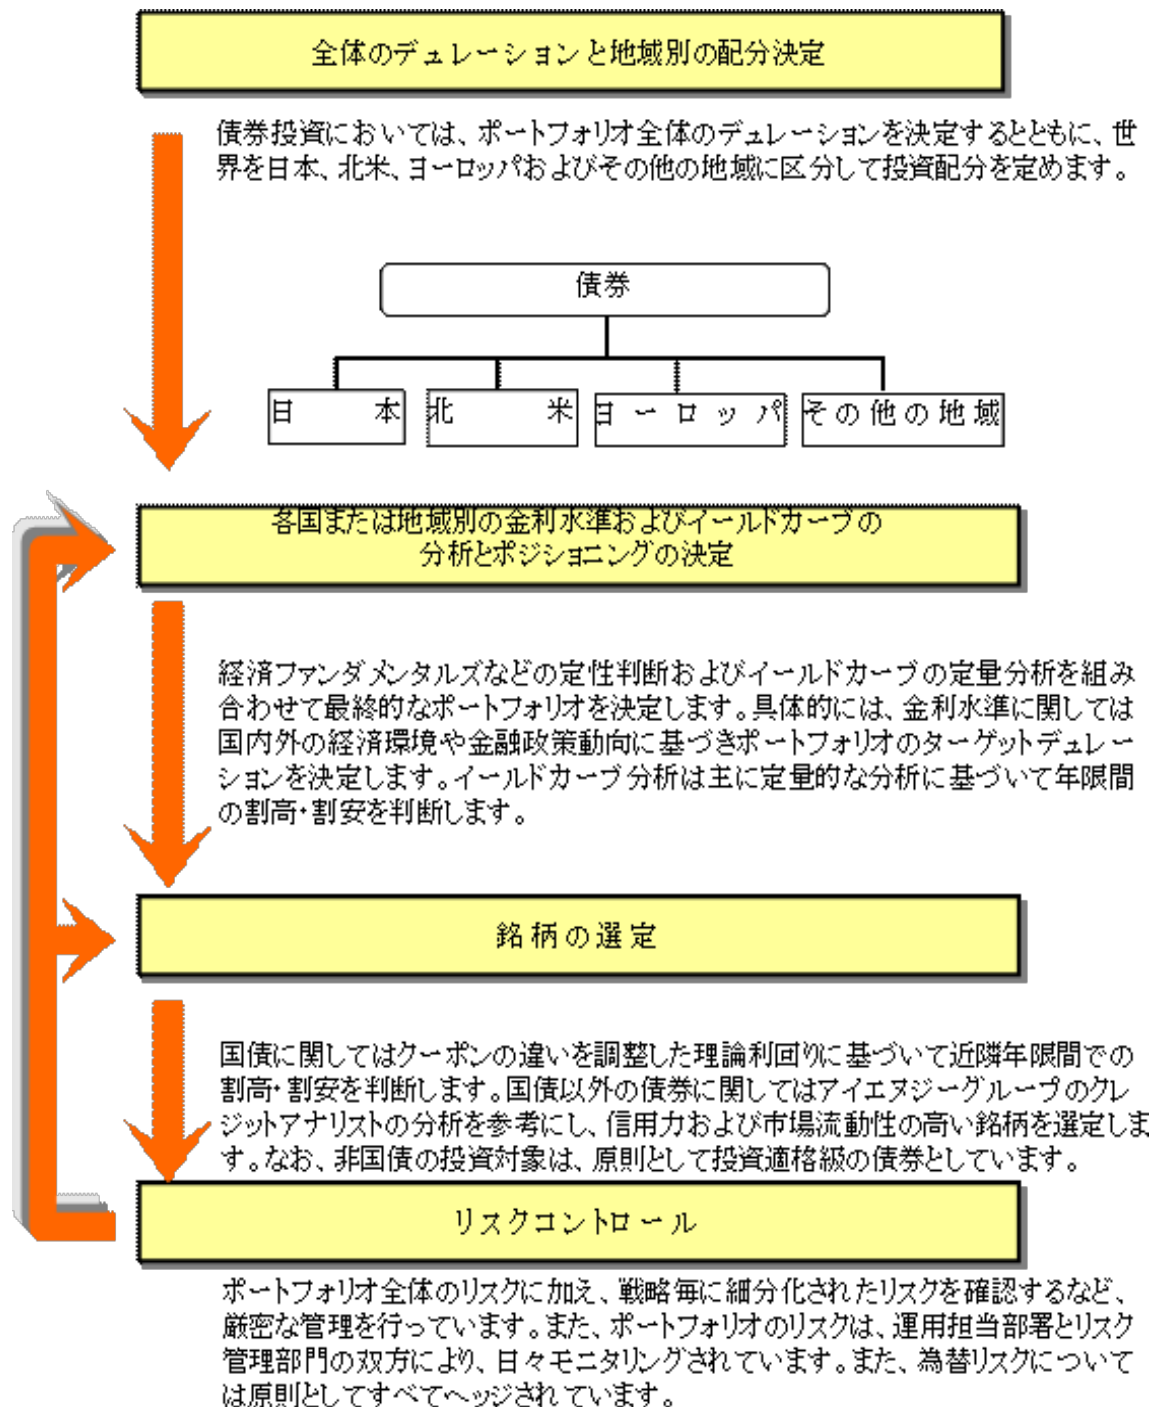 全体のデュレーションと地域別の配分決定
債券投資においては、ポートフォリオ全体のデュレーションを決定するとともに、世
界を日本、北米、ヨーロッパおよびその他の地域に区分して投資配分を定めます。
債券
日本 北米 ヨーロッパ その他の地域
各国または地域別の金利水準およびイールドカーブの
分析とポジショニングの決定
経済ファンダメンタルズなどの定性判断およびイールドカーブの定量分析を組み
合わせて最終的なポートフォリオを決定します。具体的には、金利水準に関しては
国内外の経済環境や金融政策動向に基づきポートフォリオのターゲットデュレー
ションを決定します。イールドカーブ分析は主に定量的な分析に基づいて年限間
の割高・割安を判断します。
銘柄の選定
国債に関してはクーポンの違いを調整した理論利回りに基づいて近隣年限間での
割高・割安を判断します。国債以外の債券に関してはアイエヌジーグループのクレ
ジットアナリストの分析を参考にし、信用力および市場流動性の高い銘柄を選定しま
す。なお、非国債の投資対象は、原則として投資適格級の債券としています。
リスクコントロール
ポートフォリオ全体のリスクに加え、戦略毎に細分化されたリスクを確認するなど、
厳密な管理を行っています。また、ポートフォリオのリスクは、運用担当部署とリスク
管理部門の双方により、日々モニタリングされています。また、為替リスクについて
は原則としてすべてヘッジされています。